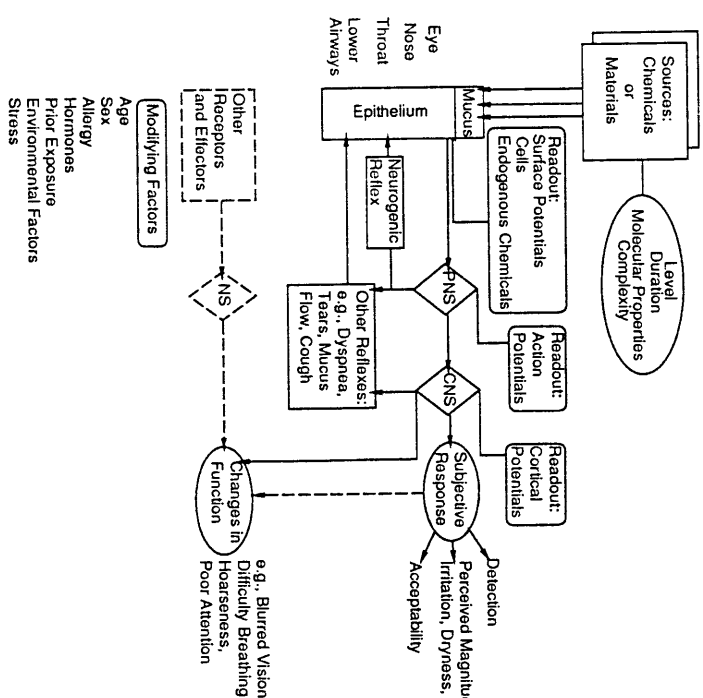 Sources:
Chemicals
or
Materials
Level
Duration
Molecular Properties
Complexity
Readout:
Surface Potentials
Cells
Endogenous Chemicals
Readout:
Action
Potentials
Readout:
Cortical
Potentials
Eye
Nose
Throat
Lower
Airways
Mucus
Epithelium
PNS
CNS
Subjective
Response
Detection
Perceived Magnitu
Irritation, Dryness,
Acceptability
Neurogenic
Reflex
Other Reflexes:
e.g., Dyspnea,
Tears, Mucus
Flow, Cough
Other
Receptors
and Effectors
NS
Changes in
Function
e.g., Blurred Vision
Difficulty Breathing
Hoarseness,
Poor Attention
Modifying Factors
Age
Sex
Allergy
Hormones
Prior Exposure
Environmental Factors
Stress